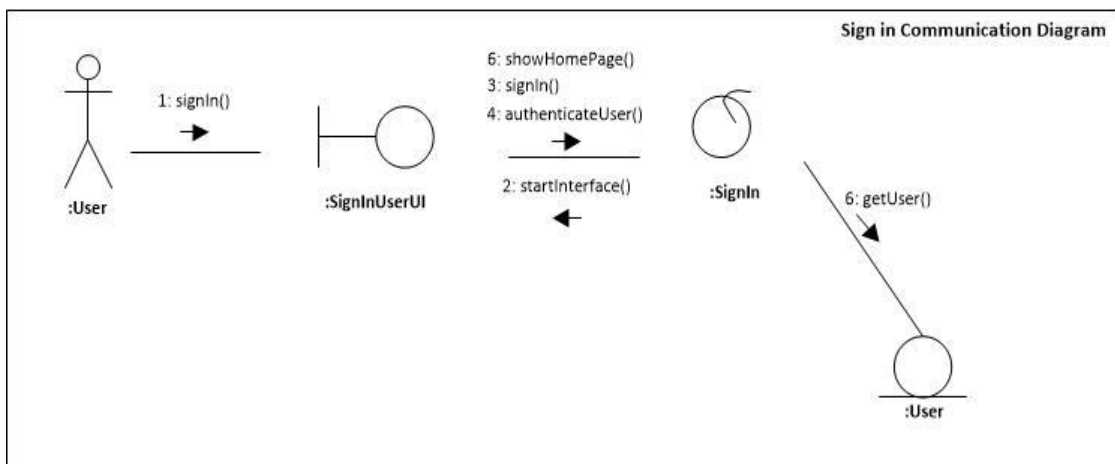 Sign in Communication Diagram
6: showHomePage()
3: signIn()
4: authenticateUser()
1: signIn()
2: startInterface()
:User
:SignInUserUI
:SignIn
6: getUser()
:User